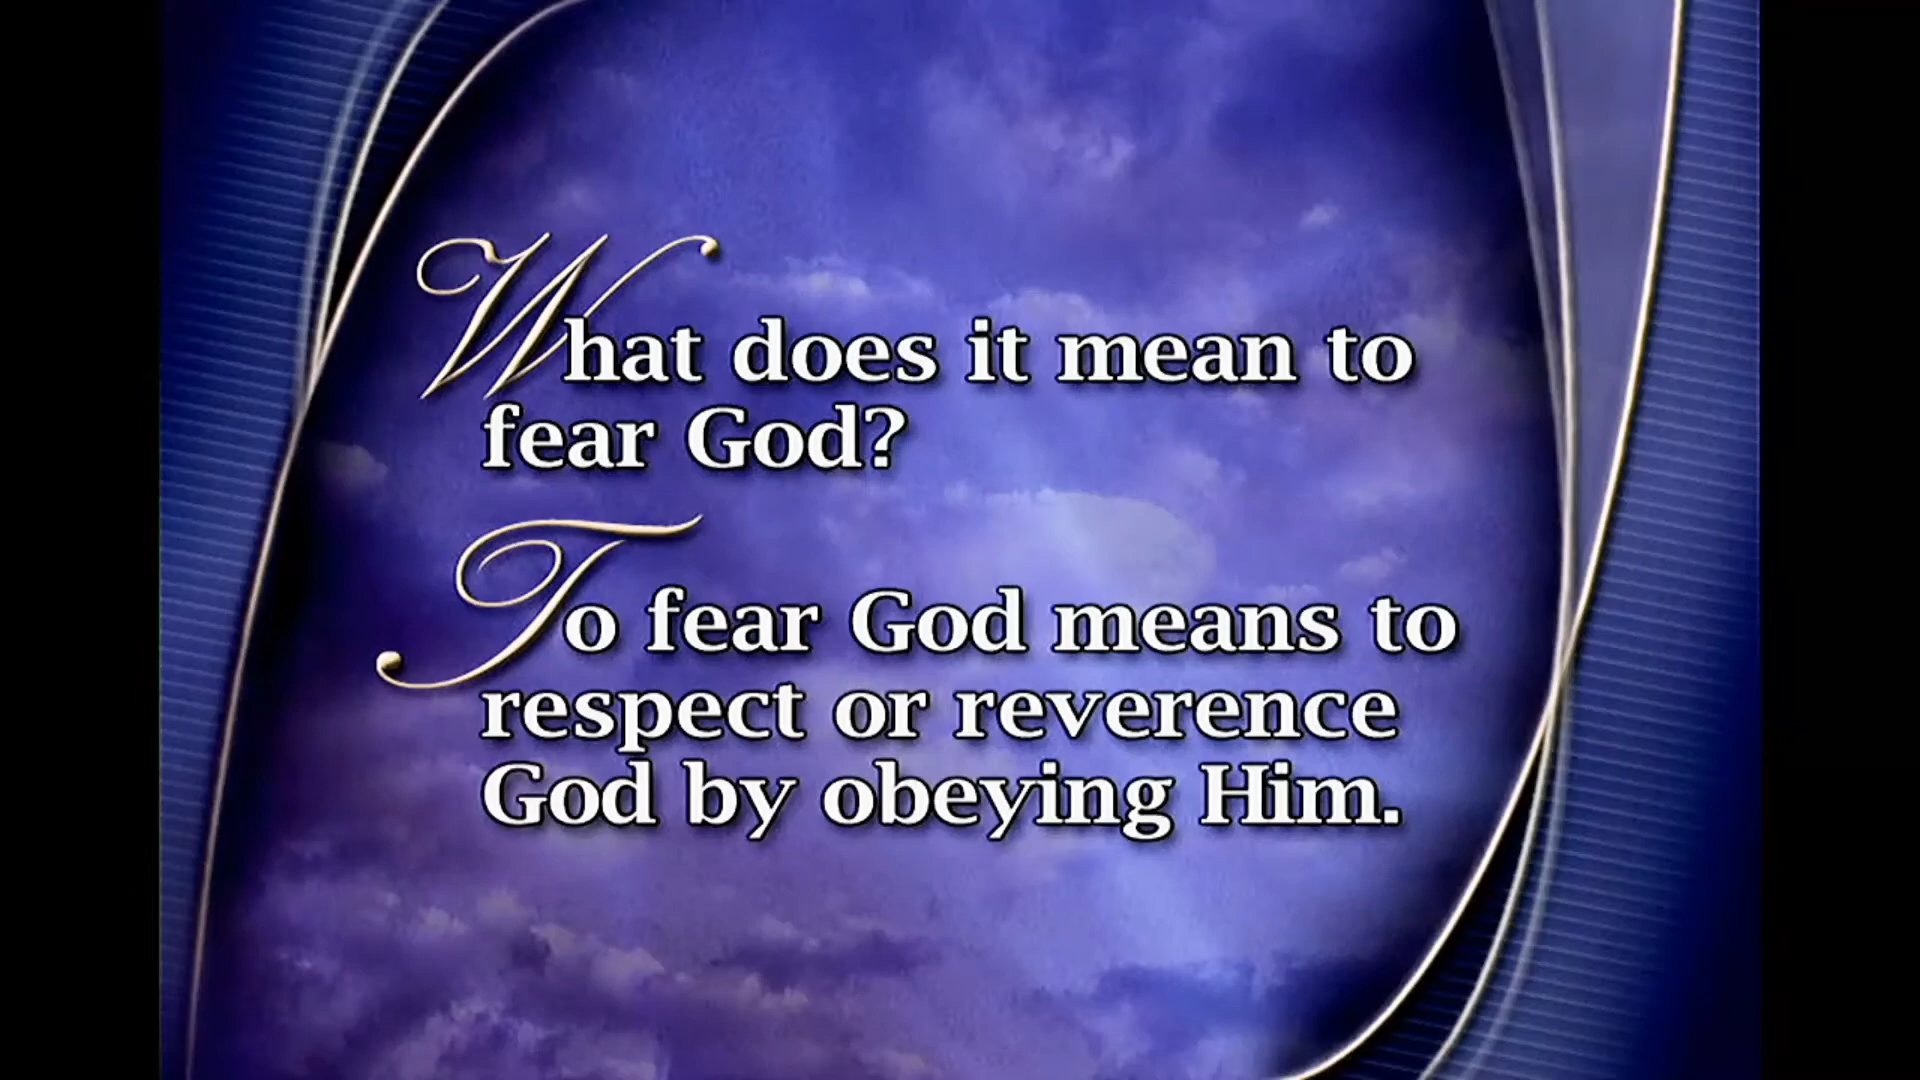 What does it mean to
fear God?
To fear God means to
respect or reverence
God by obeying Him.